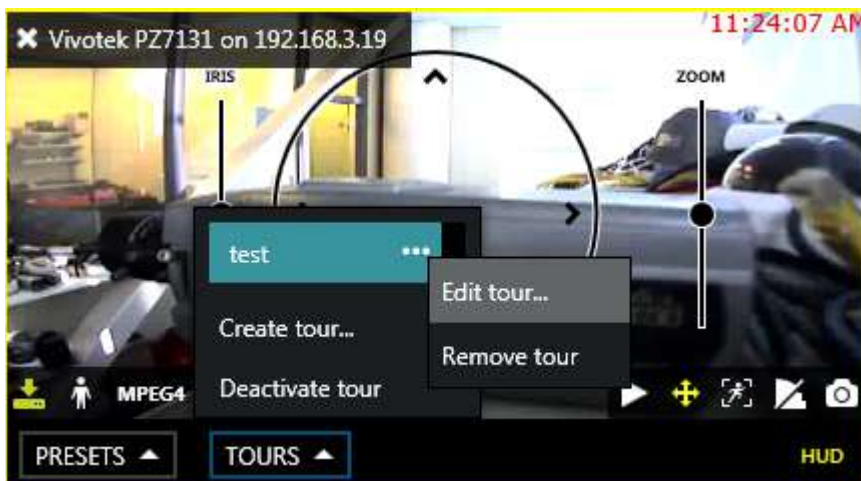 Vivotek PZ7131 on 192.168.3.19
11:24:07 AM
IRIS
ZOOM
test
Edit tour...
Create tour...
Remove tour
MPEG4
Deactivate tour
PRESETS
TOURS
HUD